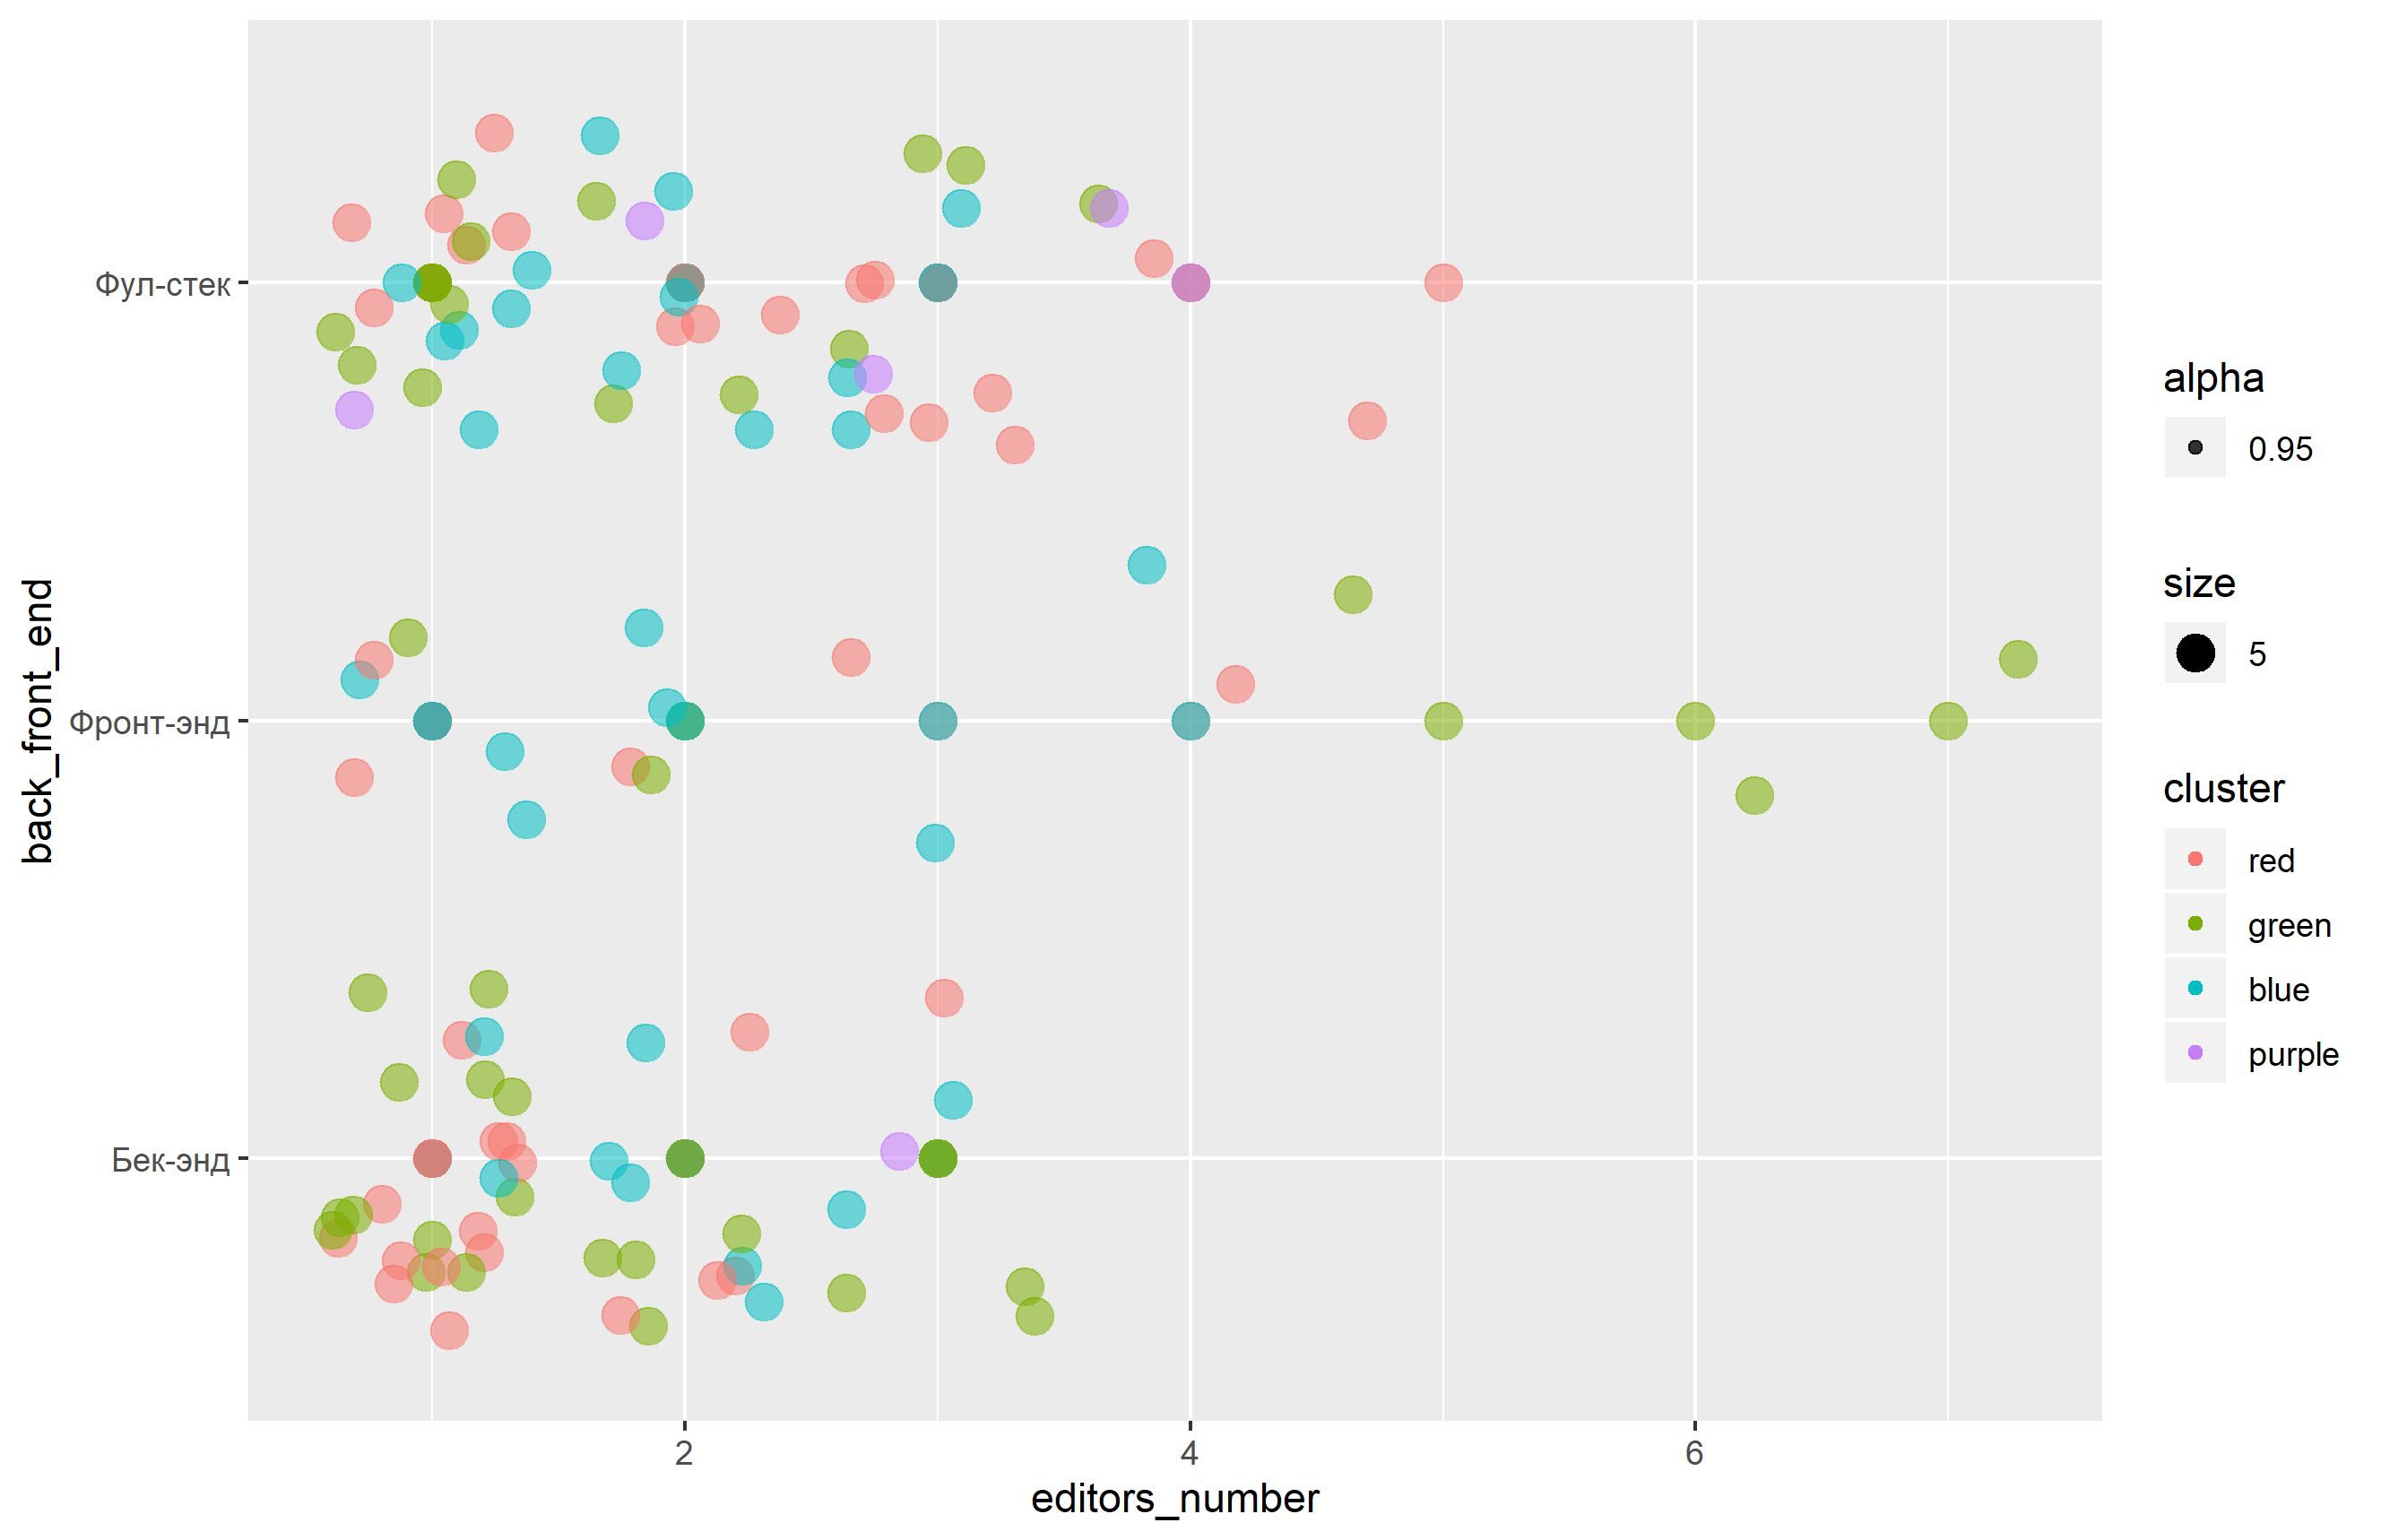 Фул-стек
Фронт-энд
Бек-энд
back_front_end
2
4
6
editors_number
alpha
0.95
size
5
cluster
red
green
blue
purple